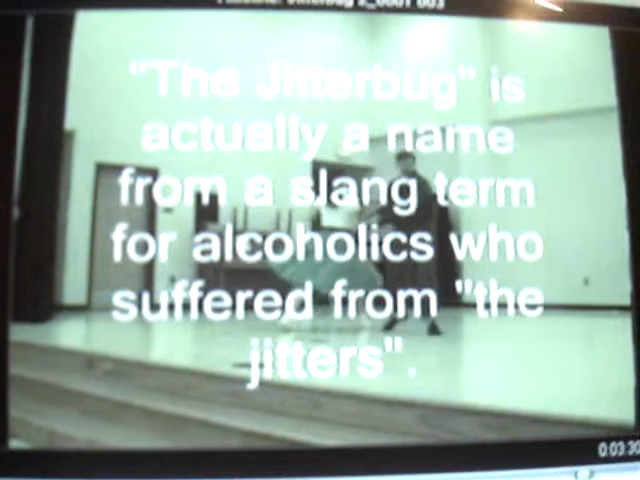 "The Jitterbug" is
actually a name
from a slang term
for alcoholics who
suffered from "the
jitters".
0:03:30